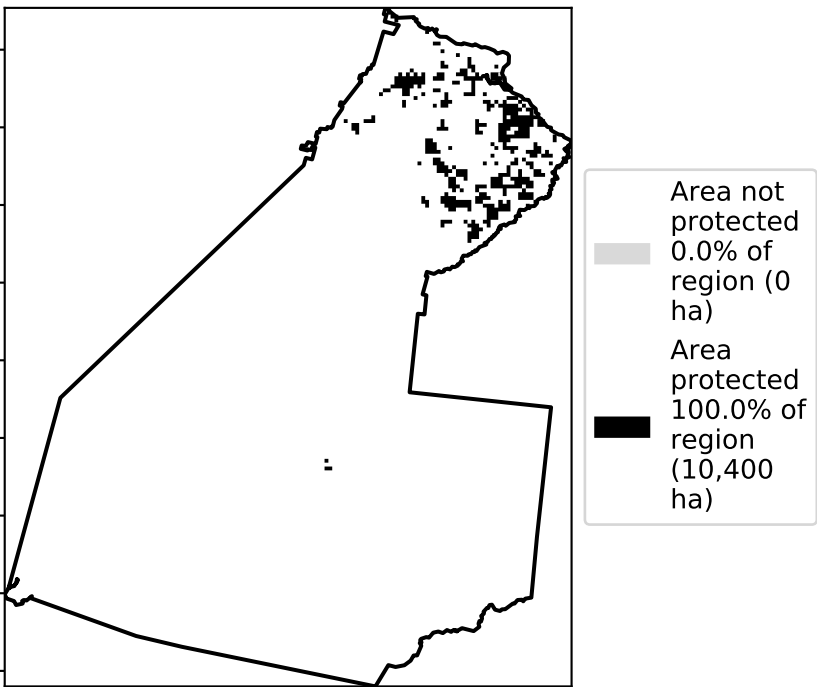 Area not
protected
0.0% of
region (0
ha)
Area
protected
100.0% of
region
(10,400
ha)